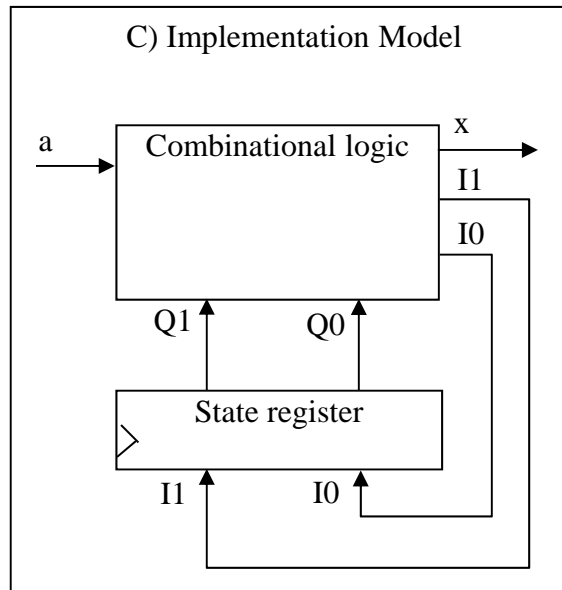 C) Implementation Model
a
Combinational logic
x
I1
I0
Q1
Q0
State register
I1
I0